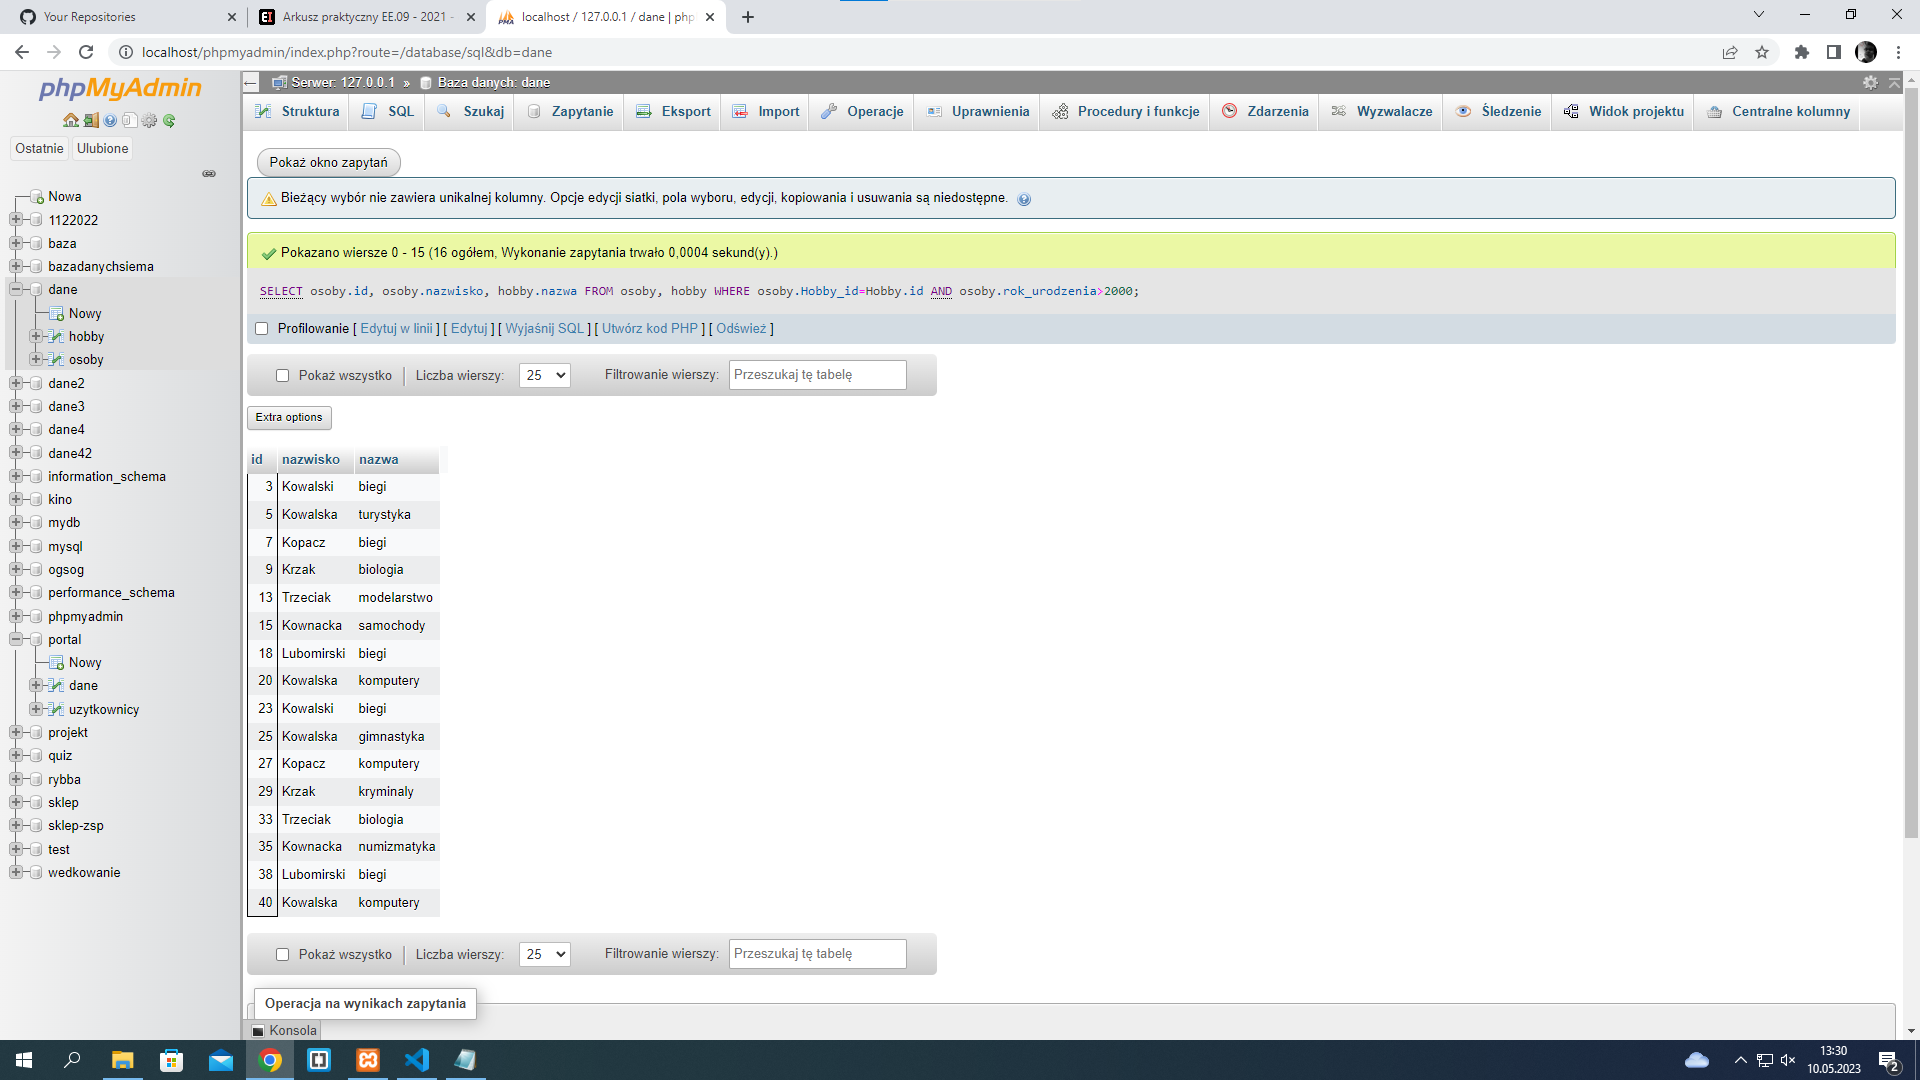 Your Repositories
Arkusz praktyczny EE.09 - 2021 -
localhost / 127.0.0.1 / dane | php
localhost/phpmyadmin/index.php?route=/database/sql&db=dane
phpMyAdmin
Ostatnie Ulubione
Nowa
1122022
baza
bazadanychsiema
dane
Nowy
hobby
osoby
dane2
dane3
dane4
dane42
information_schema
kino
mydb
mysql
ogsog
performance_schema
phpmyadmin
portal
Nowy
dane
uzytkownicy
projekt
quiz
rybba
sklep
sklep-zsp
test
wedkowanie
Serwer: 127.0.0.1 » Baza danych: dane
Struktura SQL Szukaj Zapytanie Eksport Import Operacje Uprawnienia Procedury i funkcje Zdarzenia Wyzwalacze Śledzenie Widok projektu Centralne kolumny
Pokaż okno zapytań
Bieżący wybór nie zawiera unikalnej kolumny. Opcje edycji siatki, pola wyboru, edycji, kopiowania i usuwania są niedostępne.
Pokazano wiersze 0 - 15 (16 ogółem, Wykonanie zapytania trwało 0,0004 sekund(y).)
SELECT osoby.id, osoby.nazwisko, hobby.nazwa FROM osoby, hobby WHERE osoby.Hobby_id=Hobby.id AND osoby.rok_urodzenia>2000;
Profilowanie [ Edytuj w linii ] [ Edytuj ] [ Wyjaśnij SQL ] [ Utwórz kod PHP ] [ Odśwież ]
Pokaż wszystko | Liczba wierszy: 25 Filtrowanie wierszy: Przeszukaj tę tabelę
Extra options
id nazwisko nazwa
3 Kowalski biegi
5 Kowalska turystyka
7 Kopacz biegi
9 Krzak biologia
13 Trzeciak modelarstwo
15 Kownacka samochody
18 Lubomirski biegi
20 Kowalska komputery
23 Kowalski biegi
25 Kowalska gimnastyka
27 Kopacz komputery
29 Krzak kryminaly
33 Trzeciak biologia
35 Kownacka numizmatyka
38 Lubomirski biegi
40 Kowalska komputery
Pokaż wszystko | Liczba wierszy: 25 Filtrowanie wierszy: Przeszukaj tę tabelę
Operacja na wynikach zapytania
Konsola
13:30
10.05.2023
2